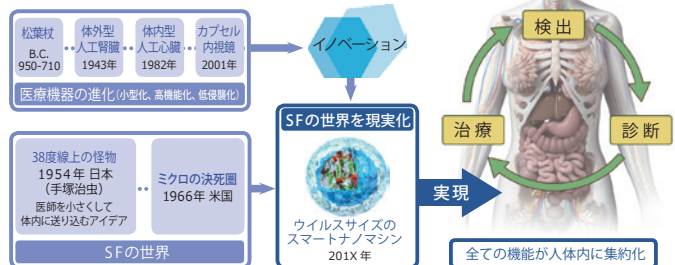 松葉杖
B.C.
950-710
体外型
人工腎臓
1943年
体内型
人工心臓
1982年
カプセル
内視鏡
2001年
医療機器の進化(小型化、高機能化、低侵襲化)
イノベーション
38度線上の怪物
1954年 日本
(手塚治虫)
医師を小さくして
体内に送り込むアイデア
ミクロの決死圏
1966年 米国
SFの世界
SFの世界を現実化
ウイルスサイズの
スマートナノマシン
201X 年
実現
検出
治療
診断
全ての機能が人体内に集約化